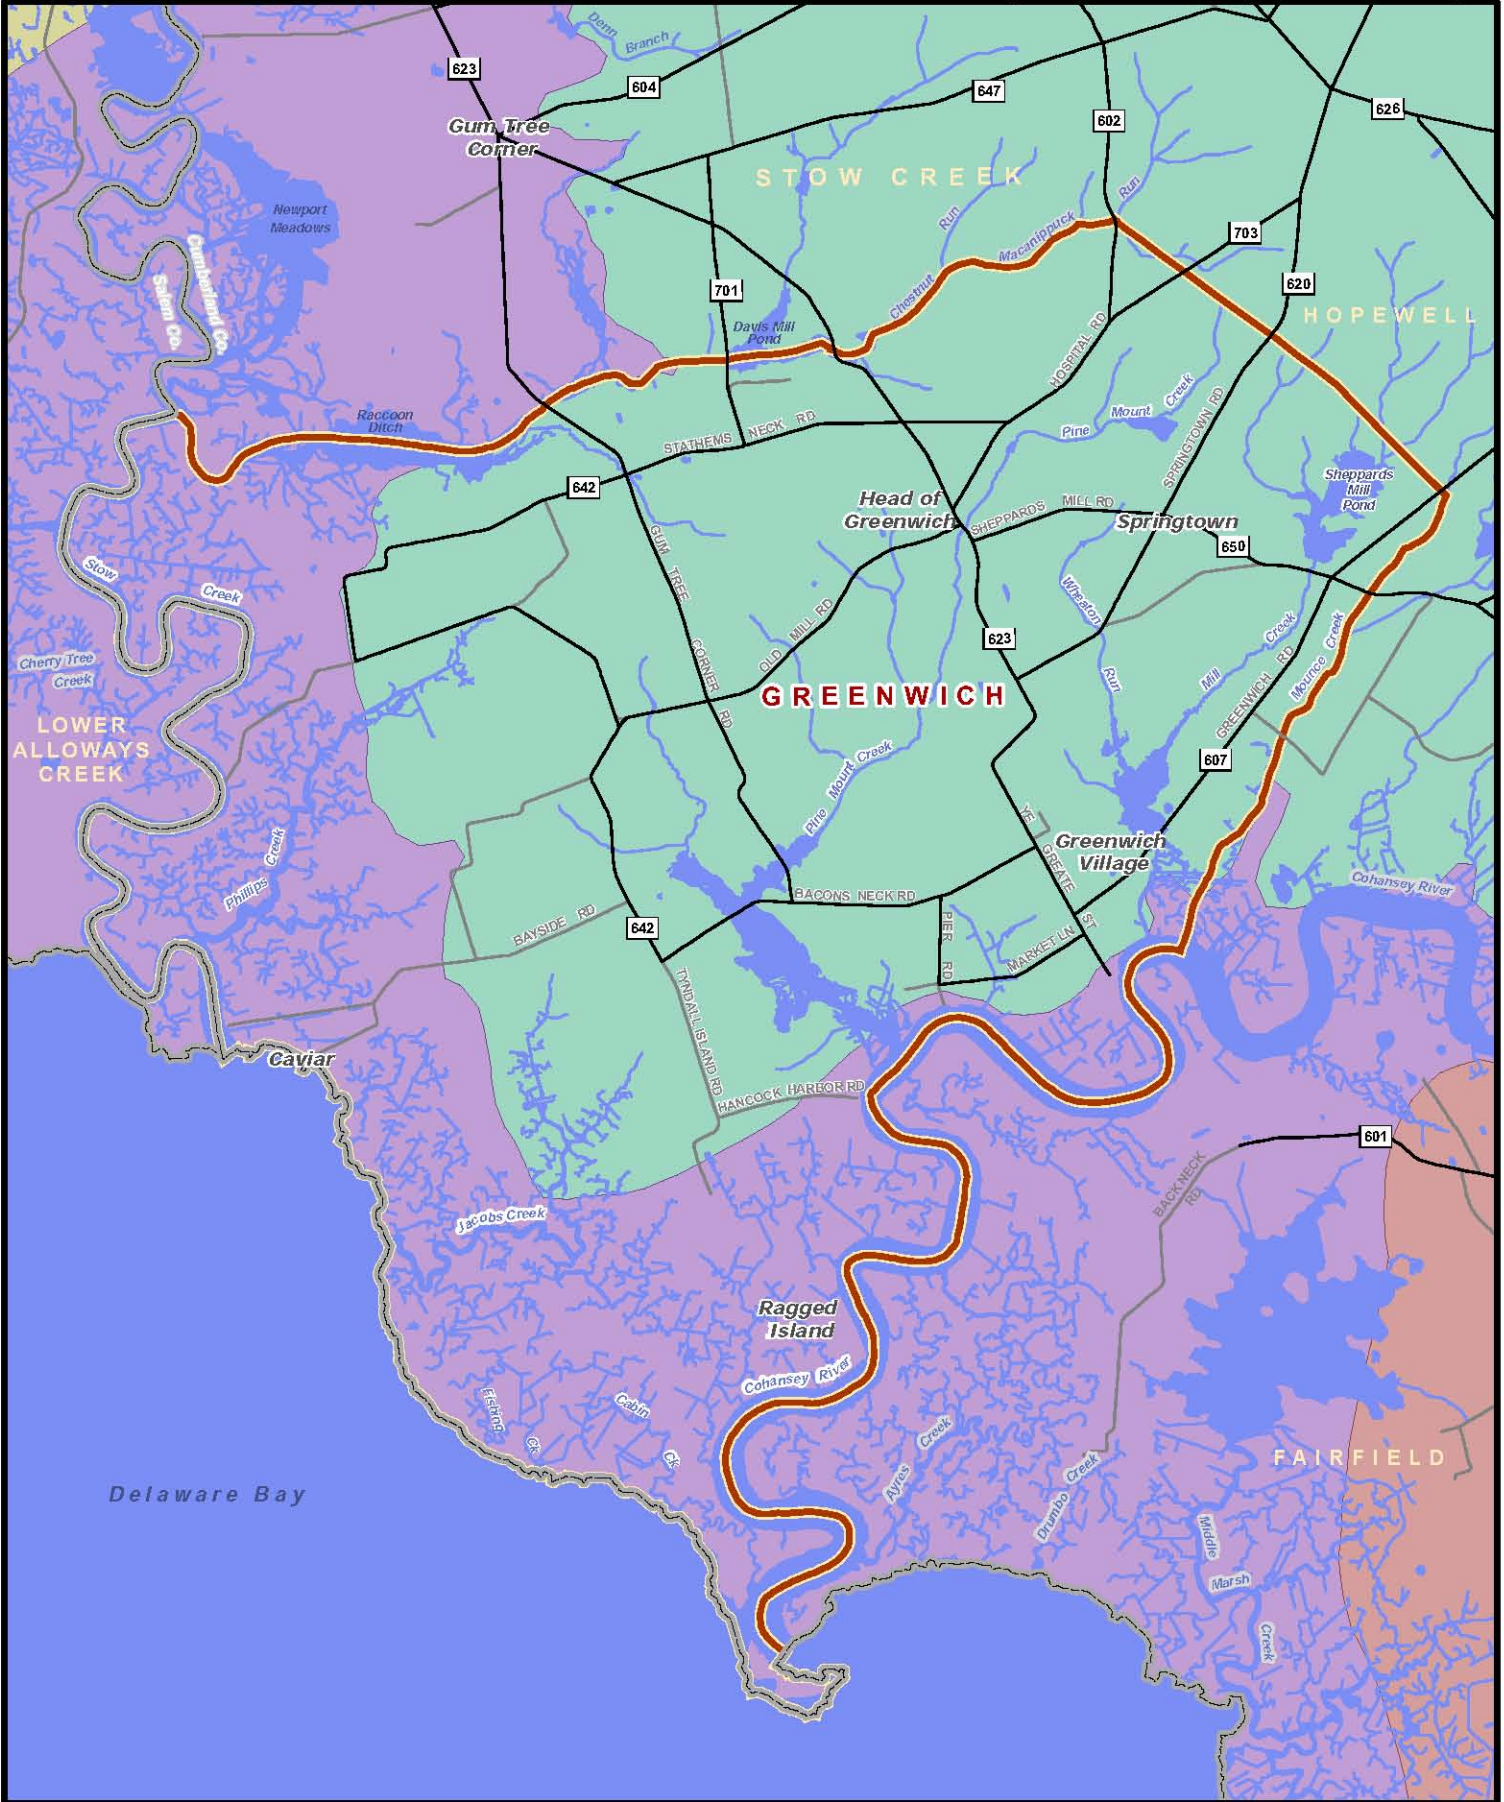 Denn
Branch
623
604
647
602
626
Gum Tree
Corner
STOW CREEK
Run
Run
Newport
Meadows
Macanippuck
703
Cumberland Co.
Salem Co.
701
620
Chestnut
HOPEWELL
Davis Mill
Pond
HOSPITAL RD
Raccoon
Ditch
STATHEMS NECK RD
Pine Mount Creek
SPRINGTOWN RD
642
Head of
Greenwich
SHEPPARDS MILL RD
Springtown
Sheppards
Mill
Pond
650
GUM TREE CORNER RD
Stow Creek
OLD MILL RD
623
Wheaton Run
Mill Creek
Mounce Creek
GREENWICH RD
Cherry Tree
Creek
GREENWICH
LOWER
ALLOWAYS
CREEK
607
Pine Mount Creek
YE GREATE ST
Greenwich
Village
Phillips Creek
Cohansey River
BACONS NECK RD
BAYSIDE RD
642
PIER RD
MARKET LN
TYNDALL ISLAND RD
Caviar
HANCOCK HARBOR RD
601
BACK NECK
RD
Jacobs Creek
Ragged
Island
Cohansey River
Fishing Ck
Cabin Ck
Ayres Creek
Drumbo Creek
FAIRFIELD
Delaware Bay
Middle
Marsh
Creek